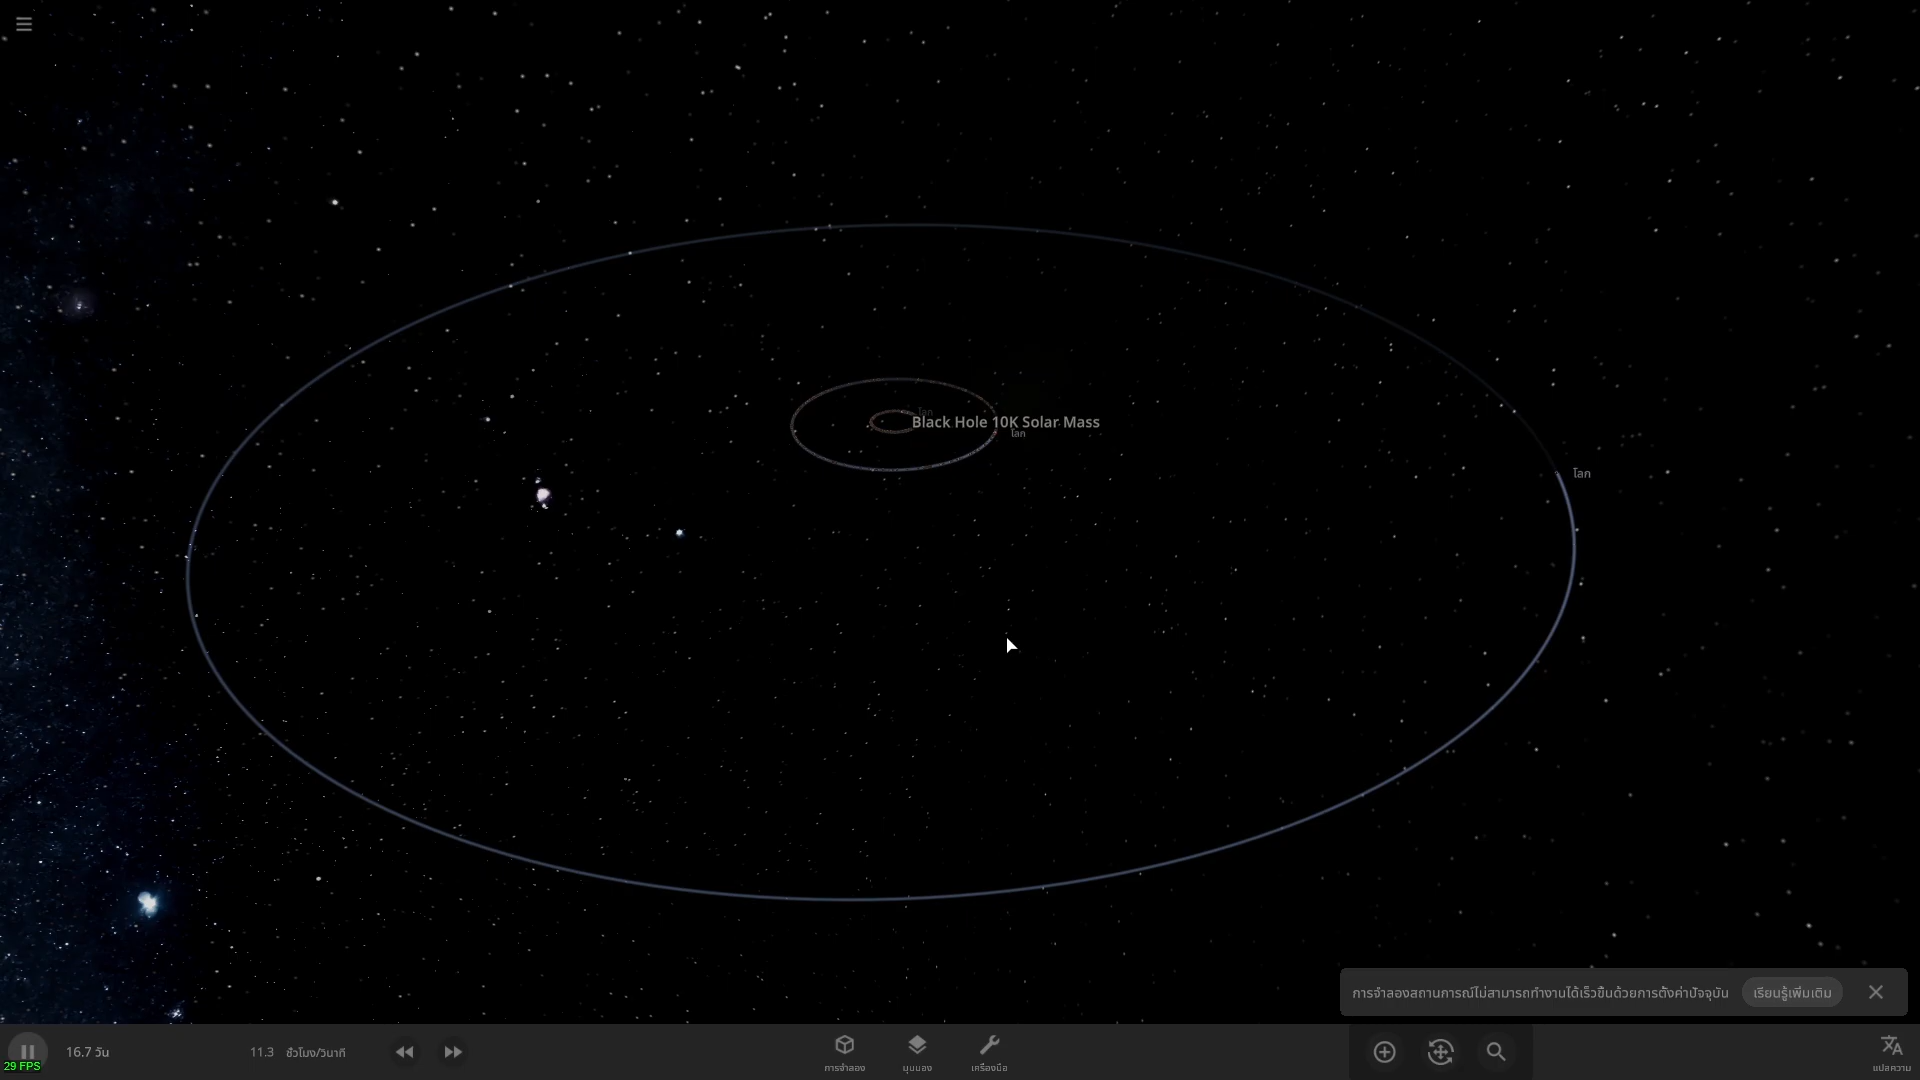 โลก
Black Hole 10K Solar Mass
โลก
โลก
การจำลองสถานการณ์ไม่สามารถทำงานได้เร็วขึ้นด้วยการตั้งค่าปัจจุบัน เรียนรู้เพิ่มเติม
29 FPS
16.7 วัน
11.3 ชั่วโมง/วินาที
การจำลอง
มุมมอง
เครื่องมือ
แปลความ